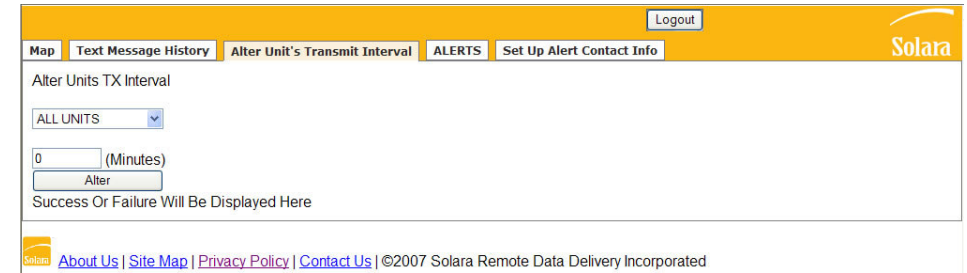 Logout
Map Text Message History Alter Unit's Transmit Interval ALERTS Set Up Alert Contact Info Solara
Alter Units TX Interval
ALL UNITS
0 (Minutes)
Alter
Success Or Failure Will Be Displayed Here
Solara About Us | Site Map | Privacy Policy | Contact Us | ©2007 Solara Remote Data Delivery Incorporated